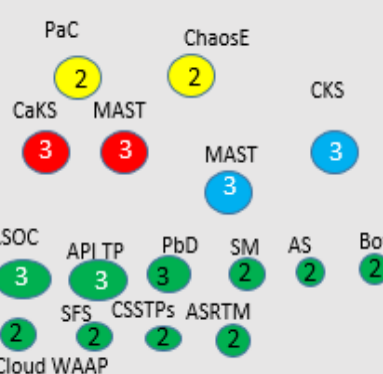 PaC ChaosE
2 2
CKS
CaKS MAST
3 3 3
MAST
3
SOC API TP PbD SM AS Bo
3 3 3 2 2 2
SFS CSSTPs ASRTM
2 2 2 2
Cloud WAAP